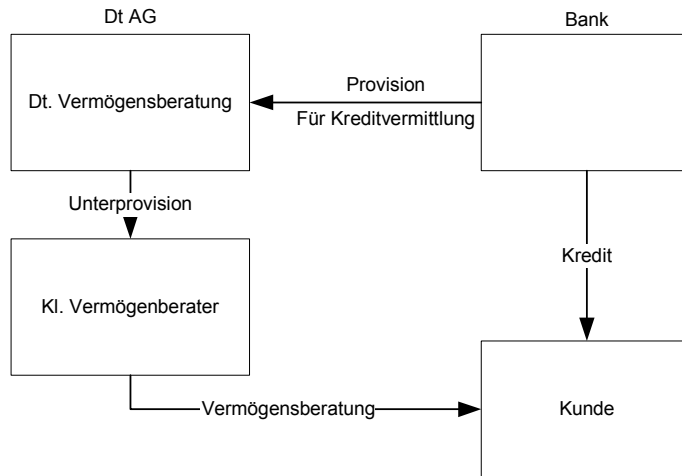 Dt AG
Bank
Dt. Vermögensberatung
Provision
Für Kreditvermittlung
Unterprovision
Kl. Vermögenberater
Kredit
Vermögensberatung
Kunde